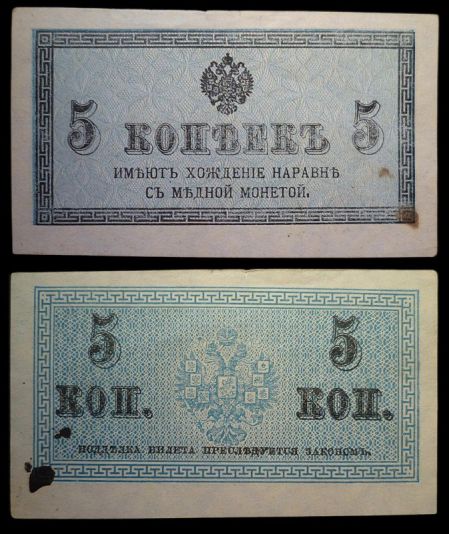 5 КОПѢЕКЪ 5
ИМѢЮТЪ ХОЖДЕНІЕ НАРАВНѢ
СЪ МѢДНОЙ МОНЕТОЙ.
5 5
КОП. КОП.
ПОДДѢЛКА БИЛЕТА ПРЕСЛѢДУЕТСЯ ЗАКОНОМЪ.